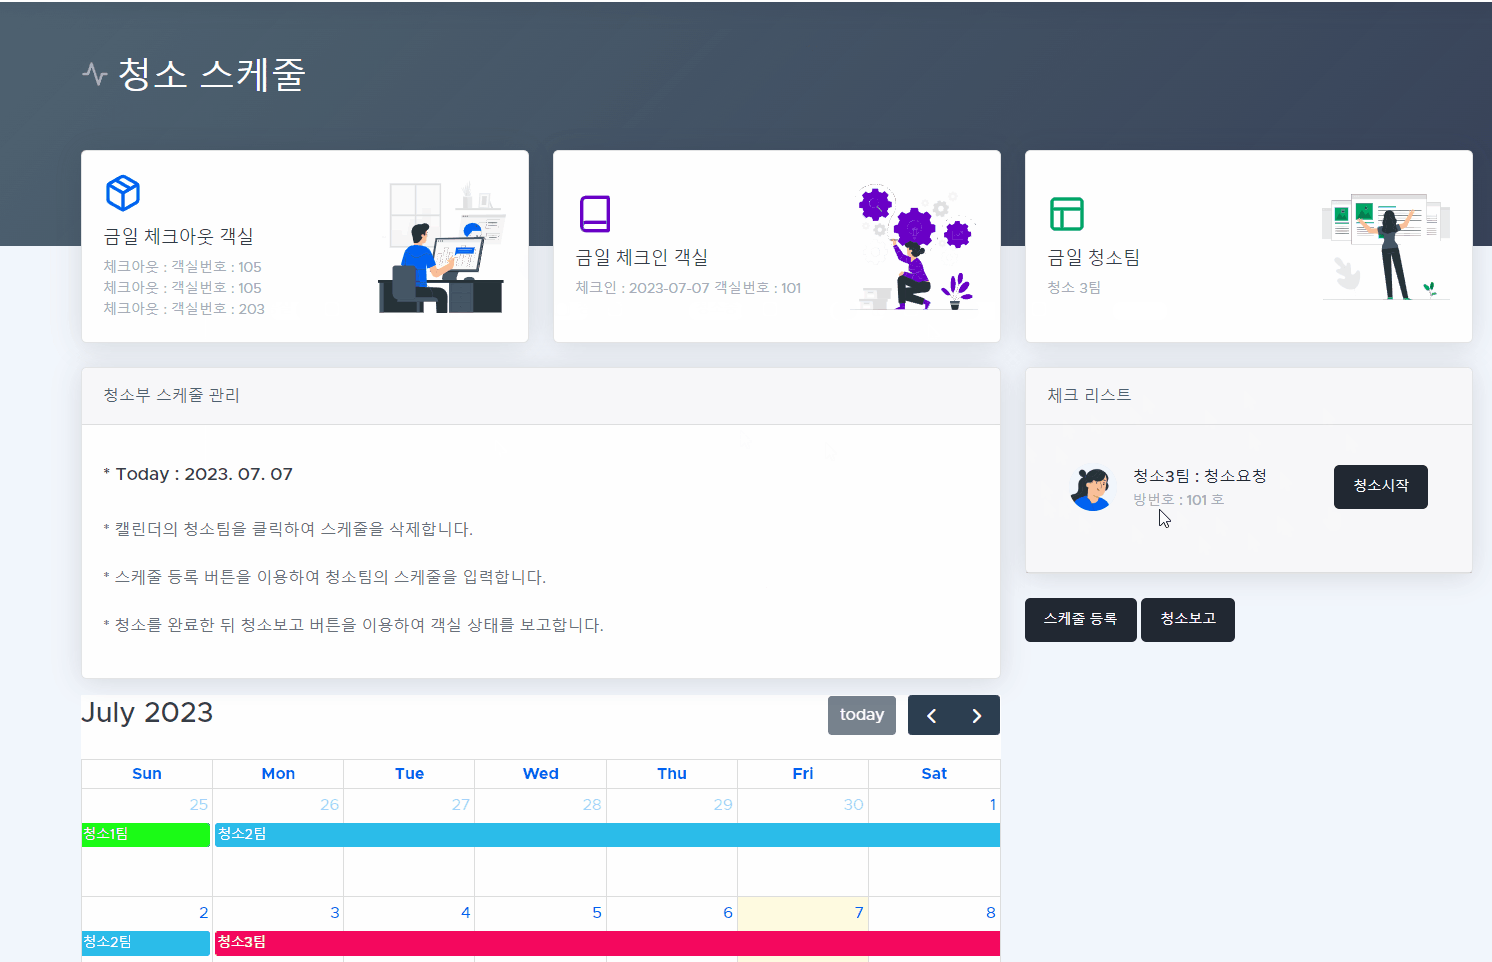 청소 스케줄
금일 체크아웃 객실
체크아웃 : 객실번호 : 105
체크아웃 : 객실번호 : 105
체크아웃 : 객실번호 : 203
금일 체크인 객실
체크인 : 2023-07-07 객실번호 : 101
금일 청소팀
청소 3팀
청소부 스케줄 관리
* Today : 2023. 07. 07
* 캘린더의 청소팀을 클릭하여 스케줄을 삭제합니다.
* 스케줄 등록 버튼을 이용하여 청소팀의 스케줄을 입력합니다.
* 청소를 완료한 뒤 청소보고 버튼을 이용하여 객실 상태를 보고합니다.
체크 리스트
청소3팀 : 청소요청
방번호 : 101 호
청소시작
스케줄 등록 청소보고
July 2023
today
Sun Mon Tue Wed Thu Fri Sat
25 26 27 28 29 30 1
청소1팀 청소2팀
2 3 4 5 6 7 8
청소2팀 청소3팀